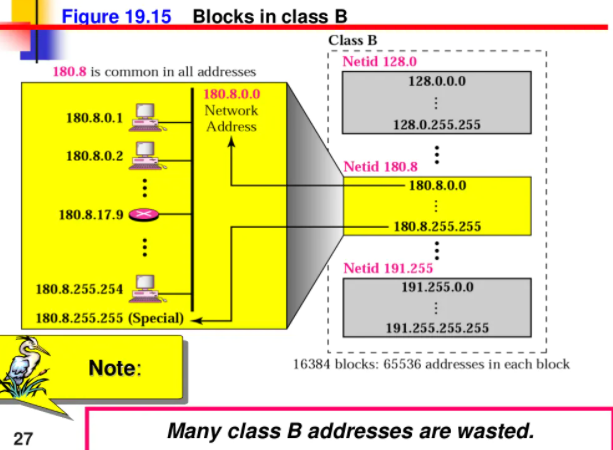 Figure 19.15 Blocks in class B
Class B
180.8 is common in all addresses
180.8.0.0
Network
Address
180.8.0.1
180.8.0.2
180.8.17.9
180.8.255.254
180.8.255.255 (Special)
Netid 128.0
128.0.0.0
128.0.255.255
Netid 180.8
180.8.0.0
180.8.255.255
Netid 191.255
191.255.0.0
191.255.255.255
16384 blocks: 65536 addresses in each block
Note:
Many class B addresses are wasted.
27